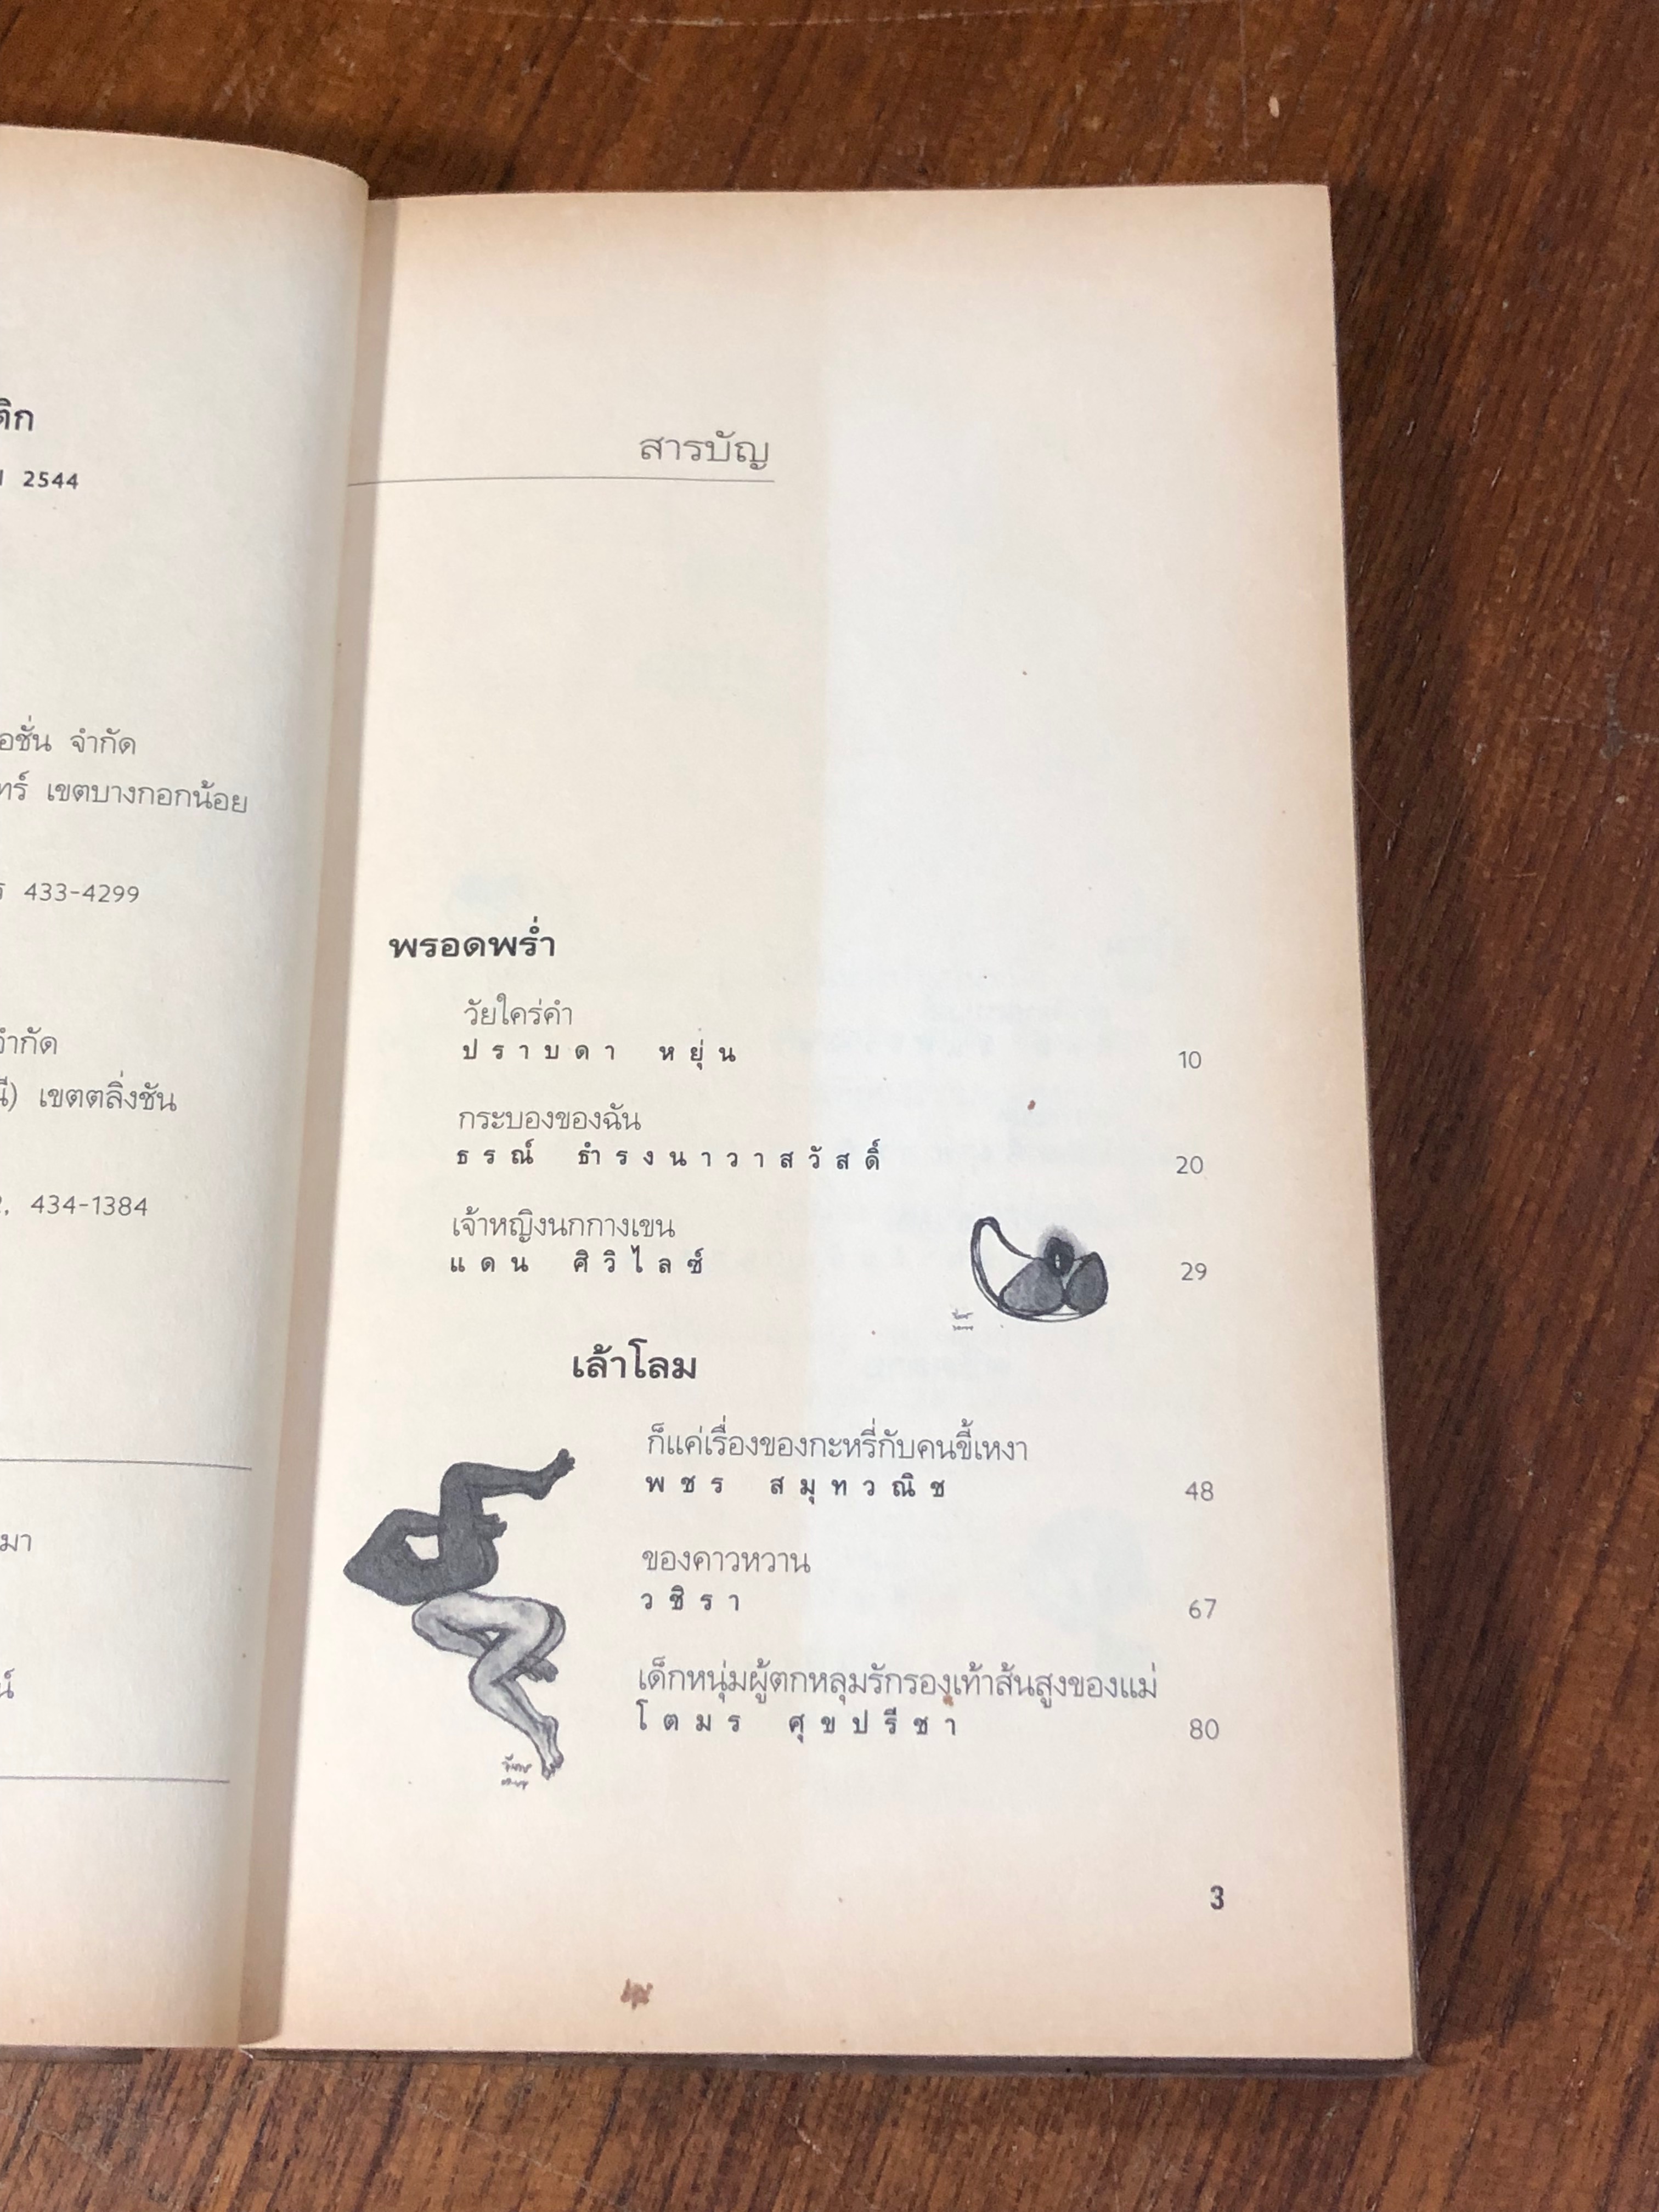 2544
จำกัด
เขตบางกอกน้อย
433-4299
จำกัด
เขตตลิ่งชัน
434-1384
สารบัญ
พรอดพร่ำ
วัยใคร่คำ
ปราบดา หยุ่น 10
กระบองของฉัน
ธรณ์ ธำรงนาวาสวัสดิ์ 20
เจ้าหญิงนกกางเขน
แดน ศิวิไลซ์ 29
เล้าโลม
ก็แค่เรื่องของกะหรี่กับคนขี้เหงา
พชร สมุทวณิช 48
ของคาวหวาน
วชิรา 67
เด็กหนุ่มผู้ตกหลุมรักรองเท้าส้นสูงของแม่
โตมร ศุขปรีชา 80
3